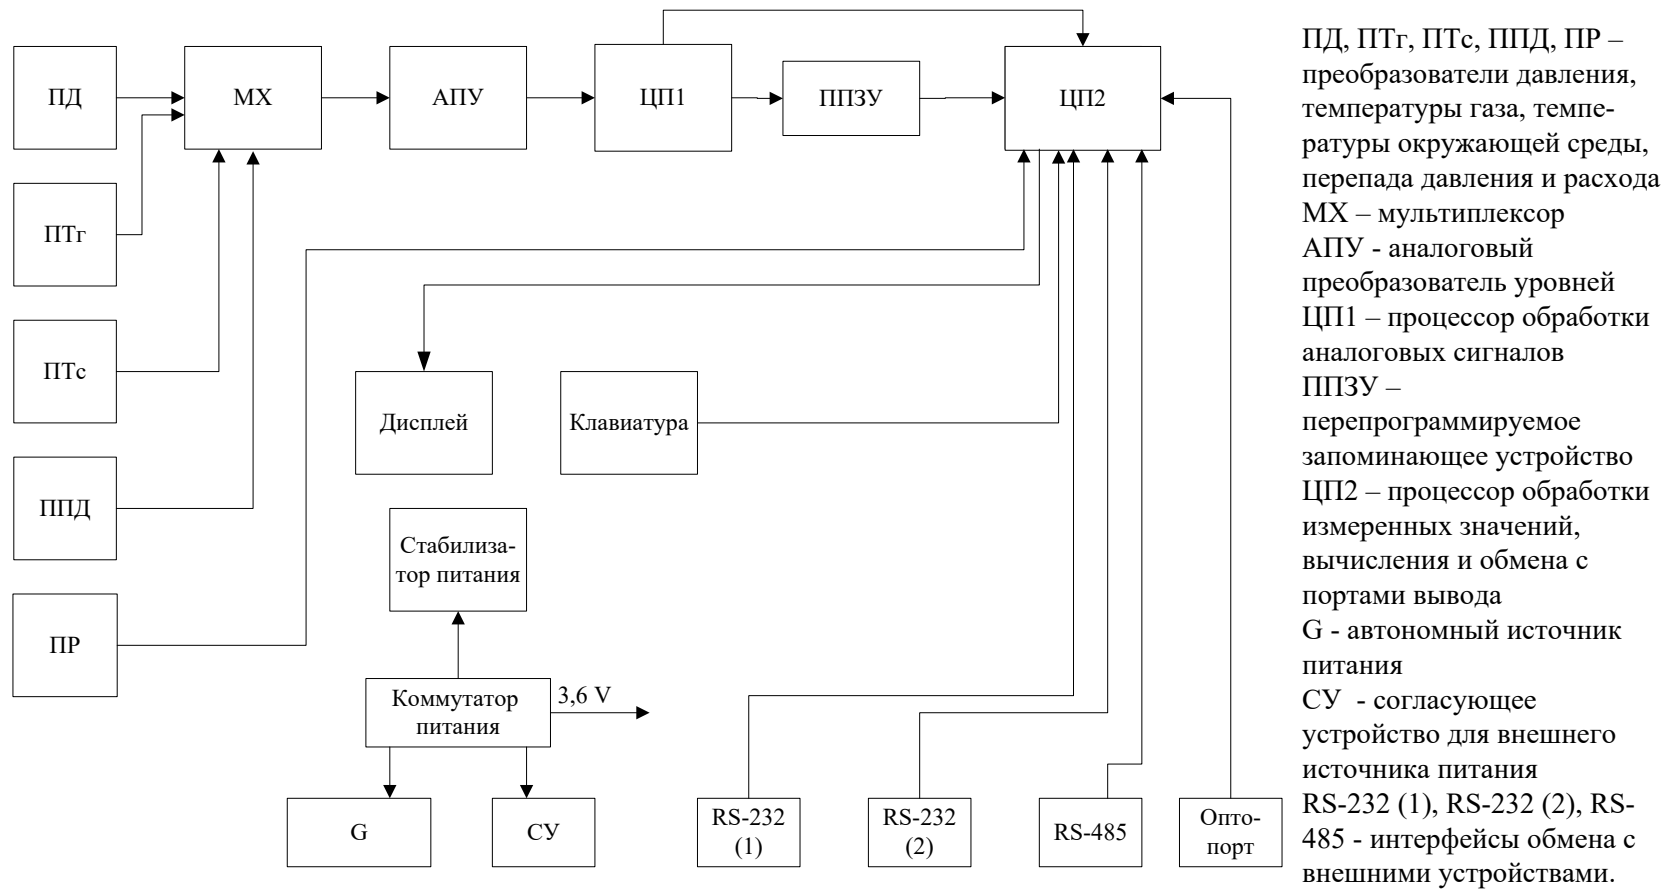 ПД
МХ
АПУ
ЦП1
ППЗУ
ЦП2
ПТг
ПТс
ППД
ПР
Дисплей
Клавиатура
Стабилиза-
тор питания
Коммутатор
питания
3,6 V
G
СУ
RS-232
(1)
RS-232
(2)
RS-485
Опто-
порт
ПД, ПТг, ПТс, ППД, ПР –
преобразователи давления,
температуры газа, темпе-
ратуры окружающей среды,
перепада давления и расхода
МХ – мультиплексор
АПУ - аналоговый
преобразователь уровней
ЦП1 – процессор обработки
аналоговых сигналов
ППЗУ –
перепрограммируемое
запоминающее устройство
ЦП2 – процессор обработки
измеренных значений,
вычисления и обмена с
портами вывода
G - автономный источник
питания
СУ - согласующее
устройство для внешнего
источника питания
RS-232 (1), RS-232 (2), RS-
485 - интерфейсы обмена с
внешними устройствами.